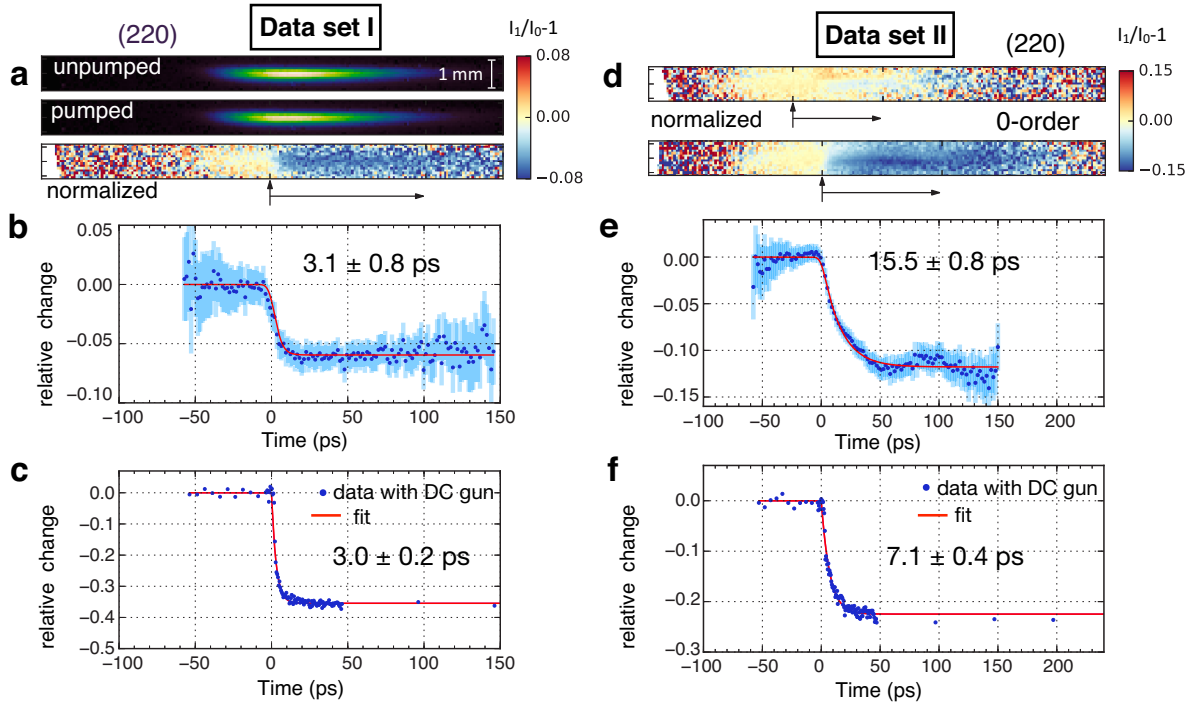 Data set I
(220)
a
unpumped
1 mm
pumped
normalized
I₁/I₀-1
0.08
0.00
−0.08
b
3.1 ± 0.8 ps
0.05
0.00
−0.05
−0.10
relative change
−100 −50 0 50 100 150
Time (ps)
c
data with DC gun
fit
3.0 ± 0.2 ps
0.0
−0.1
−0.2
−0.3
−0.4
−0.5
relative change
−100 −50 0 50 100 150
Time (ps)
Data set II
(220)
d
normalized
0-order
I₁/I₀-1
0.15
0.00
−0.15
e
15.5 ± 0.8 ps
0.00
−0.05
−0.10
−0.15
relative change
−100 −50 0 50 100 150 200
Time (ps)
f
data with DC gun
fit
7.1 ± 0.4 ps
0.0
−0.1
−0.2
−0.3
relative change
−100 −50 0 50 100 150 200
Time (ps)